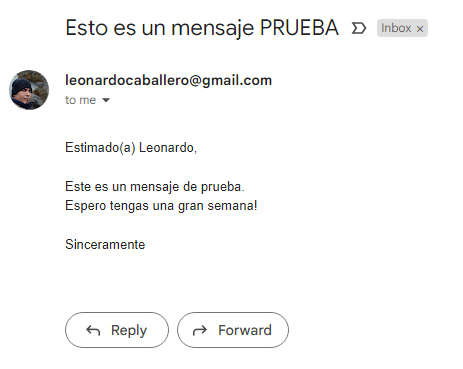 Esto es un mensaje PRUEBA
Inbox ×
leonardocaballero@gmail.com
to me
Estimado(a) Leonardo,
Este es un mensaje de prueba.
Espero tengas una gran semana!
Sinceramente
Reply
Forward